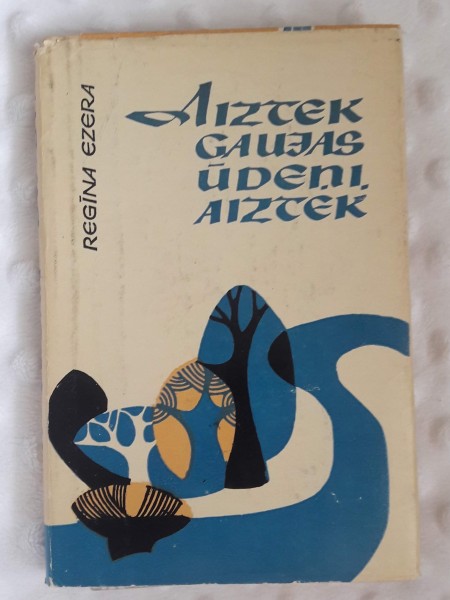 REGĪNA EZERA
AIZTEK
GAUJAS
ŪDEŅI,
AIZTEK